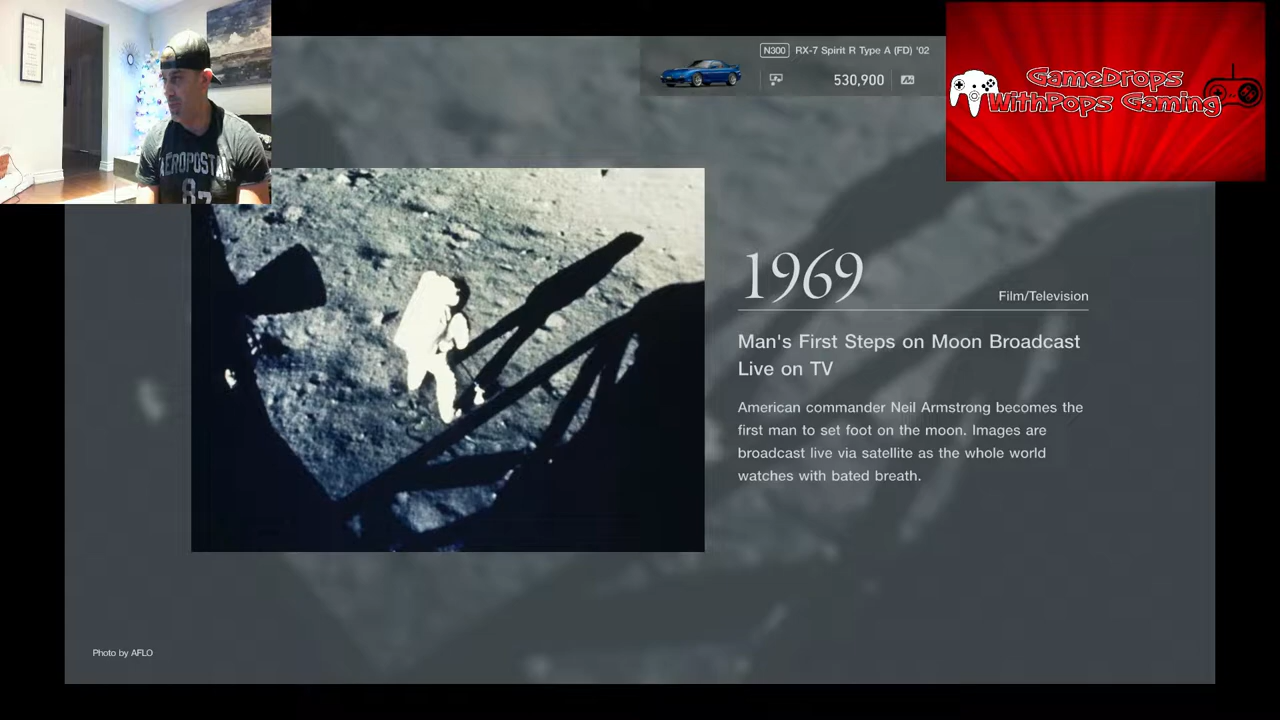 N300 RX-7 Spirit R Type A (FD) '02
530,900
GameDrops
WithPops Gaming
AEROPOST
87
1969
Film/Television
Man's First Steps on Moon Broadcast
Live on TV
American commander Neil Armstrong becomes the
first man to set foot on the moon. Images are
broadcast live via satellite as the whole world
watches with bated breath.
Photo by AFLO